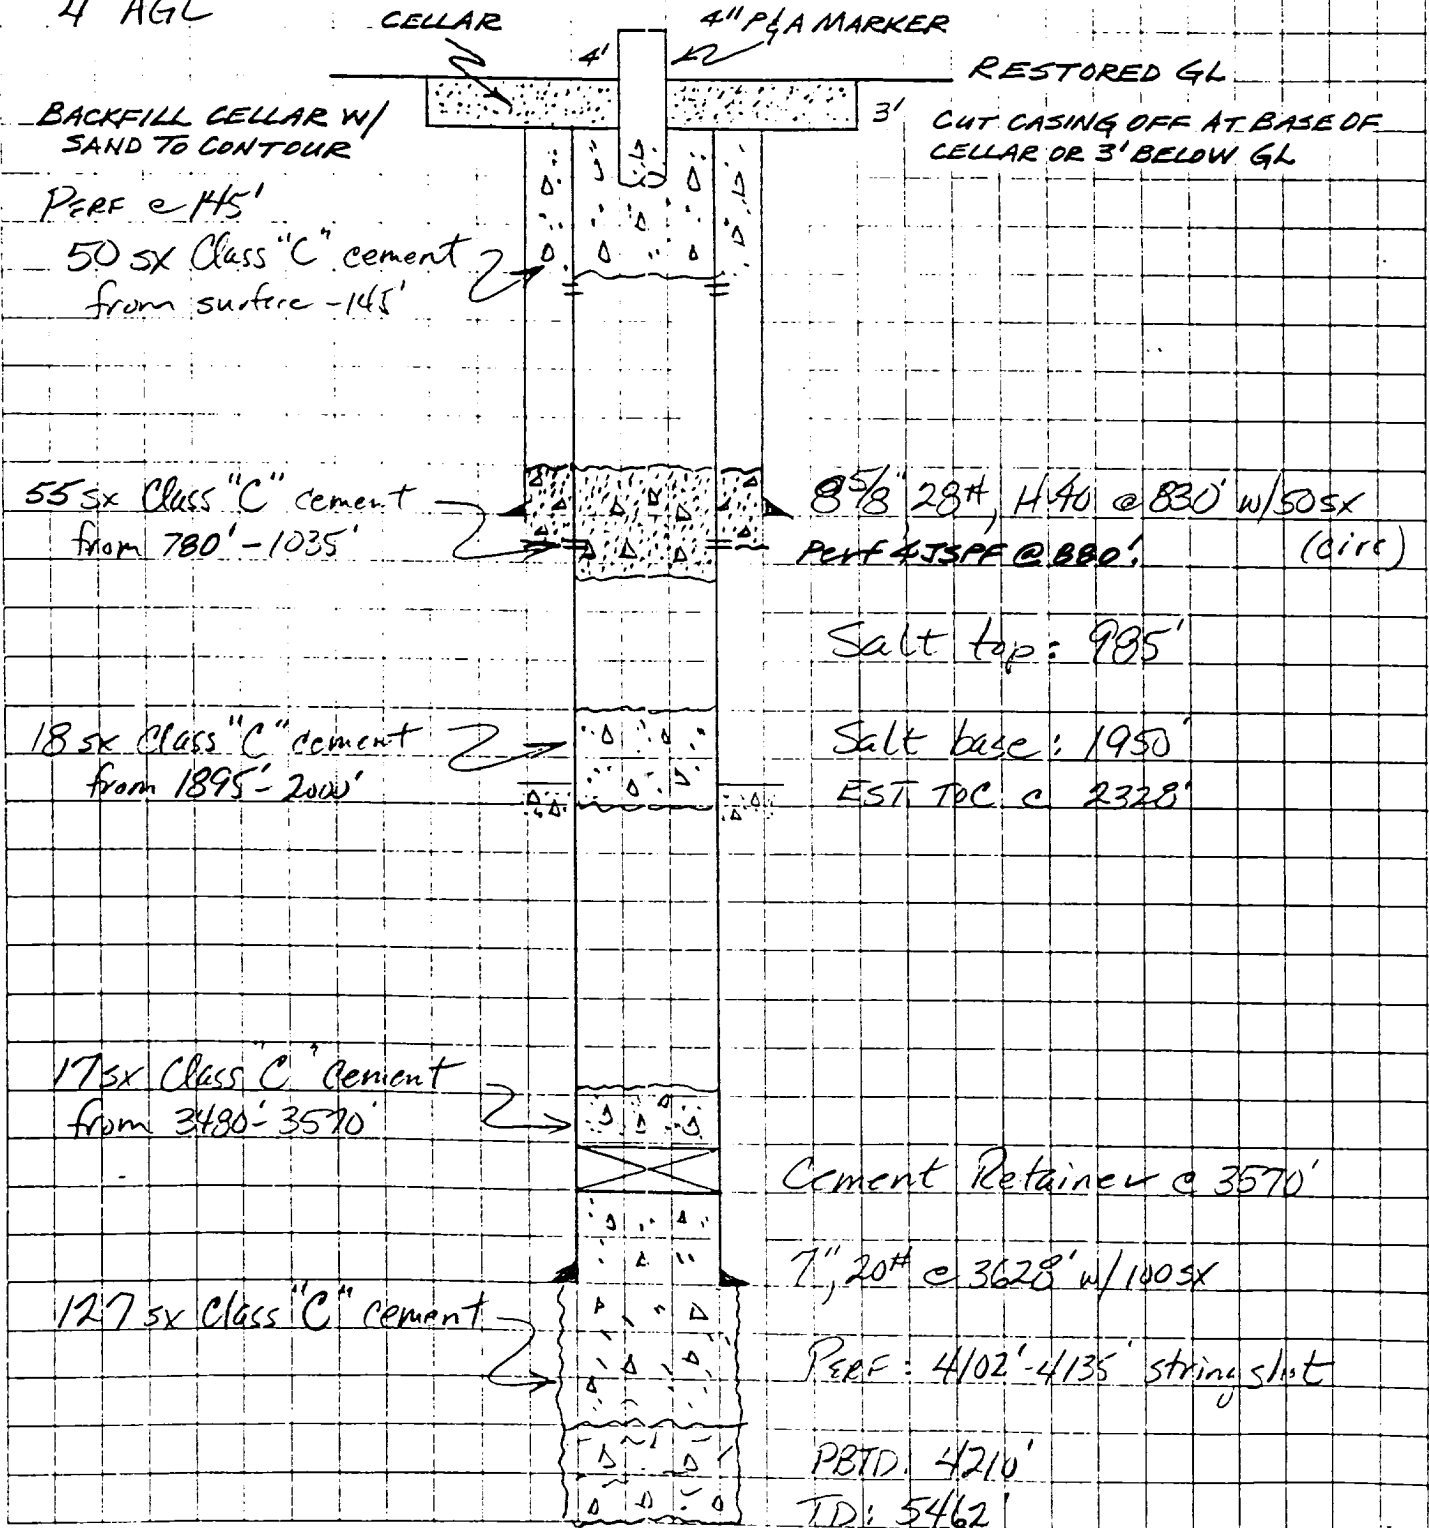 4' AGL
CELLAR
4" P&A MARKER
4'
RESTORED GL
BACKFILL CELLAR W/
SAND TO CONTOUR
3'
CUT CASING OFF AT BASE OF
CELLAR OR 3' BELOW GL
PERF @ 145'
50 sx Class "C" cement
from surface - 145'
55 sx Class "C" cement
from 780' - 1035'
8 5/8" 28#, H-40 @ 830' w/50 sx
(circ)
Perf 4 JSPF @ 880'
Salt top: 985'
18 sx Class "C" cement
from 1895' - 2000'
Salt base: 1950'
EST TOC @ 2328'
17 sx Class "C" cement
from 3480' - 3570'
Cement Retainer @ 3570'
7", 20# @ 3628' w/ 100 sx
127 sx Class "C" cement
PERF: 4102' - 4135' string shot
PBTD: 4210'
TD: 5462'